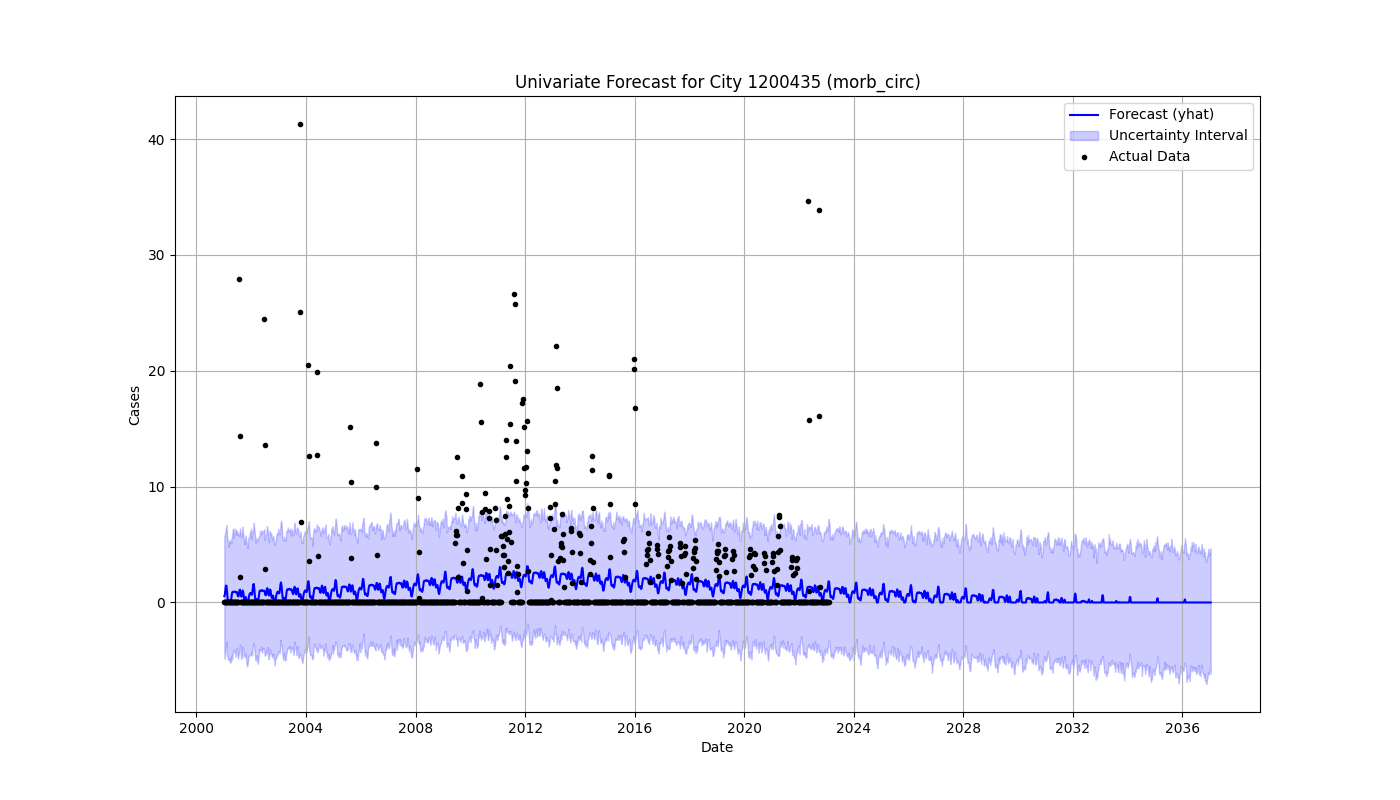 Univariate Forecast for City 1200435 (morb_circ)
Forecast (yhat)
Uncertainty Interval
Actual Data
Cases
40
30
20
10
0
2000 2004 2008 2012 2016 2020 2024 2028 2032 2036
Date